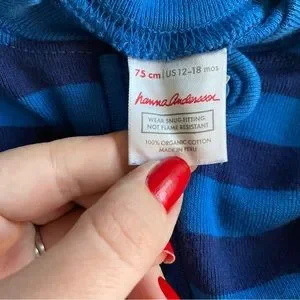 75 cm | US 12-18 mos
hanna Andersson
WEAR SNUG-FITTING,
NOT FLAME RESISTANT
100% ORGANIC COTTON
MADE IN PERU